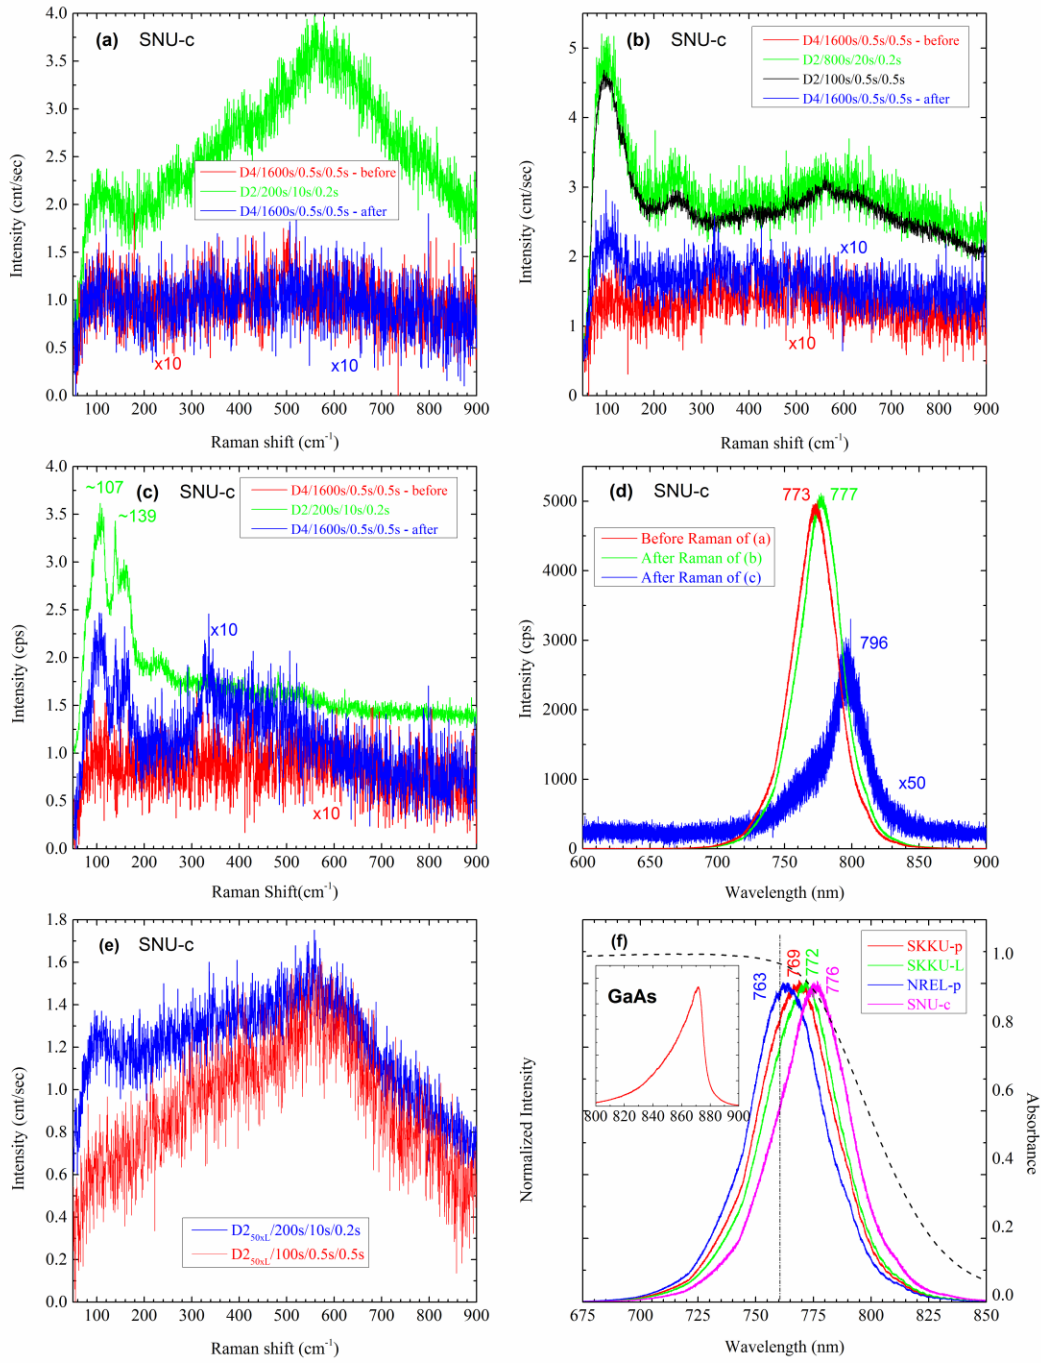 (a) SNU-c
D4/1600s/0.5s/0.5s - before
D2/200s/10s/0.2s
D4/1600s/0.5s/0.5s - after
x10
x10
4.0
3.5
3.0
2.5
2.0
1.5
1.0
0.5
0.0
Intensity (cnt/sec)
100 200 300 400 500 600 700 800 900
Raman shift (cm⁻¹)
(b) SNU-c
D4/1600s/0.5s/0.5s - before
D2/800s/20s/0.2s
D2/100s/0.5s/0.5s
D4/1600s/0.5s/0.5s - after
x10
x10
5
4
3
2
1
0
Intensity (cnt/sec)
100 200 300 400 500 600 700 800 900
Raman shift (cm⁻¹)
(c) SNU-c
~107
~139
D4/1600s/0.5s/0.5s - before
D2/200s/10s/0.2s
D4/1600s/0.5s/0.5s - after
x10
x10
4.0
3.5
3.0
2.5
2.0
1.5
1.0
0.5
0.0
Intensity (cps)
100 200 300 400 500 600 700 800 900
Raman Shift(cm⁻¹)
(d) SNU-c
773 777
Before Raman of (a)
After Raman of (b)
After Raman of (c)
796
x50
5000
4000
3000
2000
1000
0
Intensity (cps)
600 650 700 750 800 850 900
Wavelength (nm)
(e) SNU-c
D2₅₀ₓL/200s/10s/0.2s
D2₅₀ₓL/100s/0.5s/0.5s
1.8
1.6
1.4
1.2
1.0
0.8
0.6
0.4
0.2
0.0
Intensity (cnt/sec)
100 200 300 400 500 600 700 800 900
Raman shift (cm⁻¹)
(f)
763 769 772 776
SKKU-p
SKKU-L
NREL-p
SNU-c
GaAs
800 820 840 860 880 900
Normalized Intensity
1.0
0.8
0.6
0.4
0.2
0.0
Absorbance
675 700 725 750 775 800 825 850
Wavelength (nm)